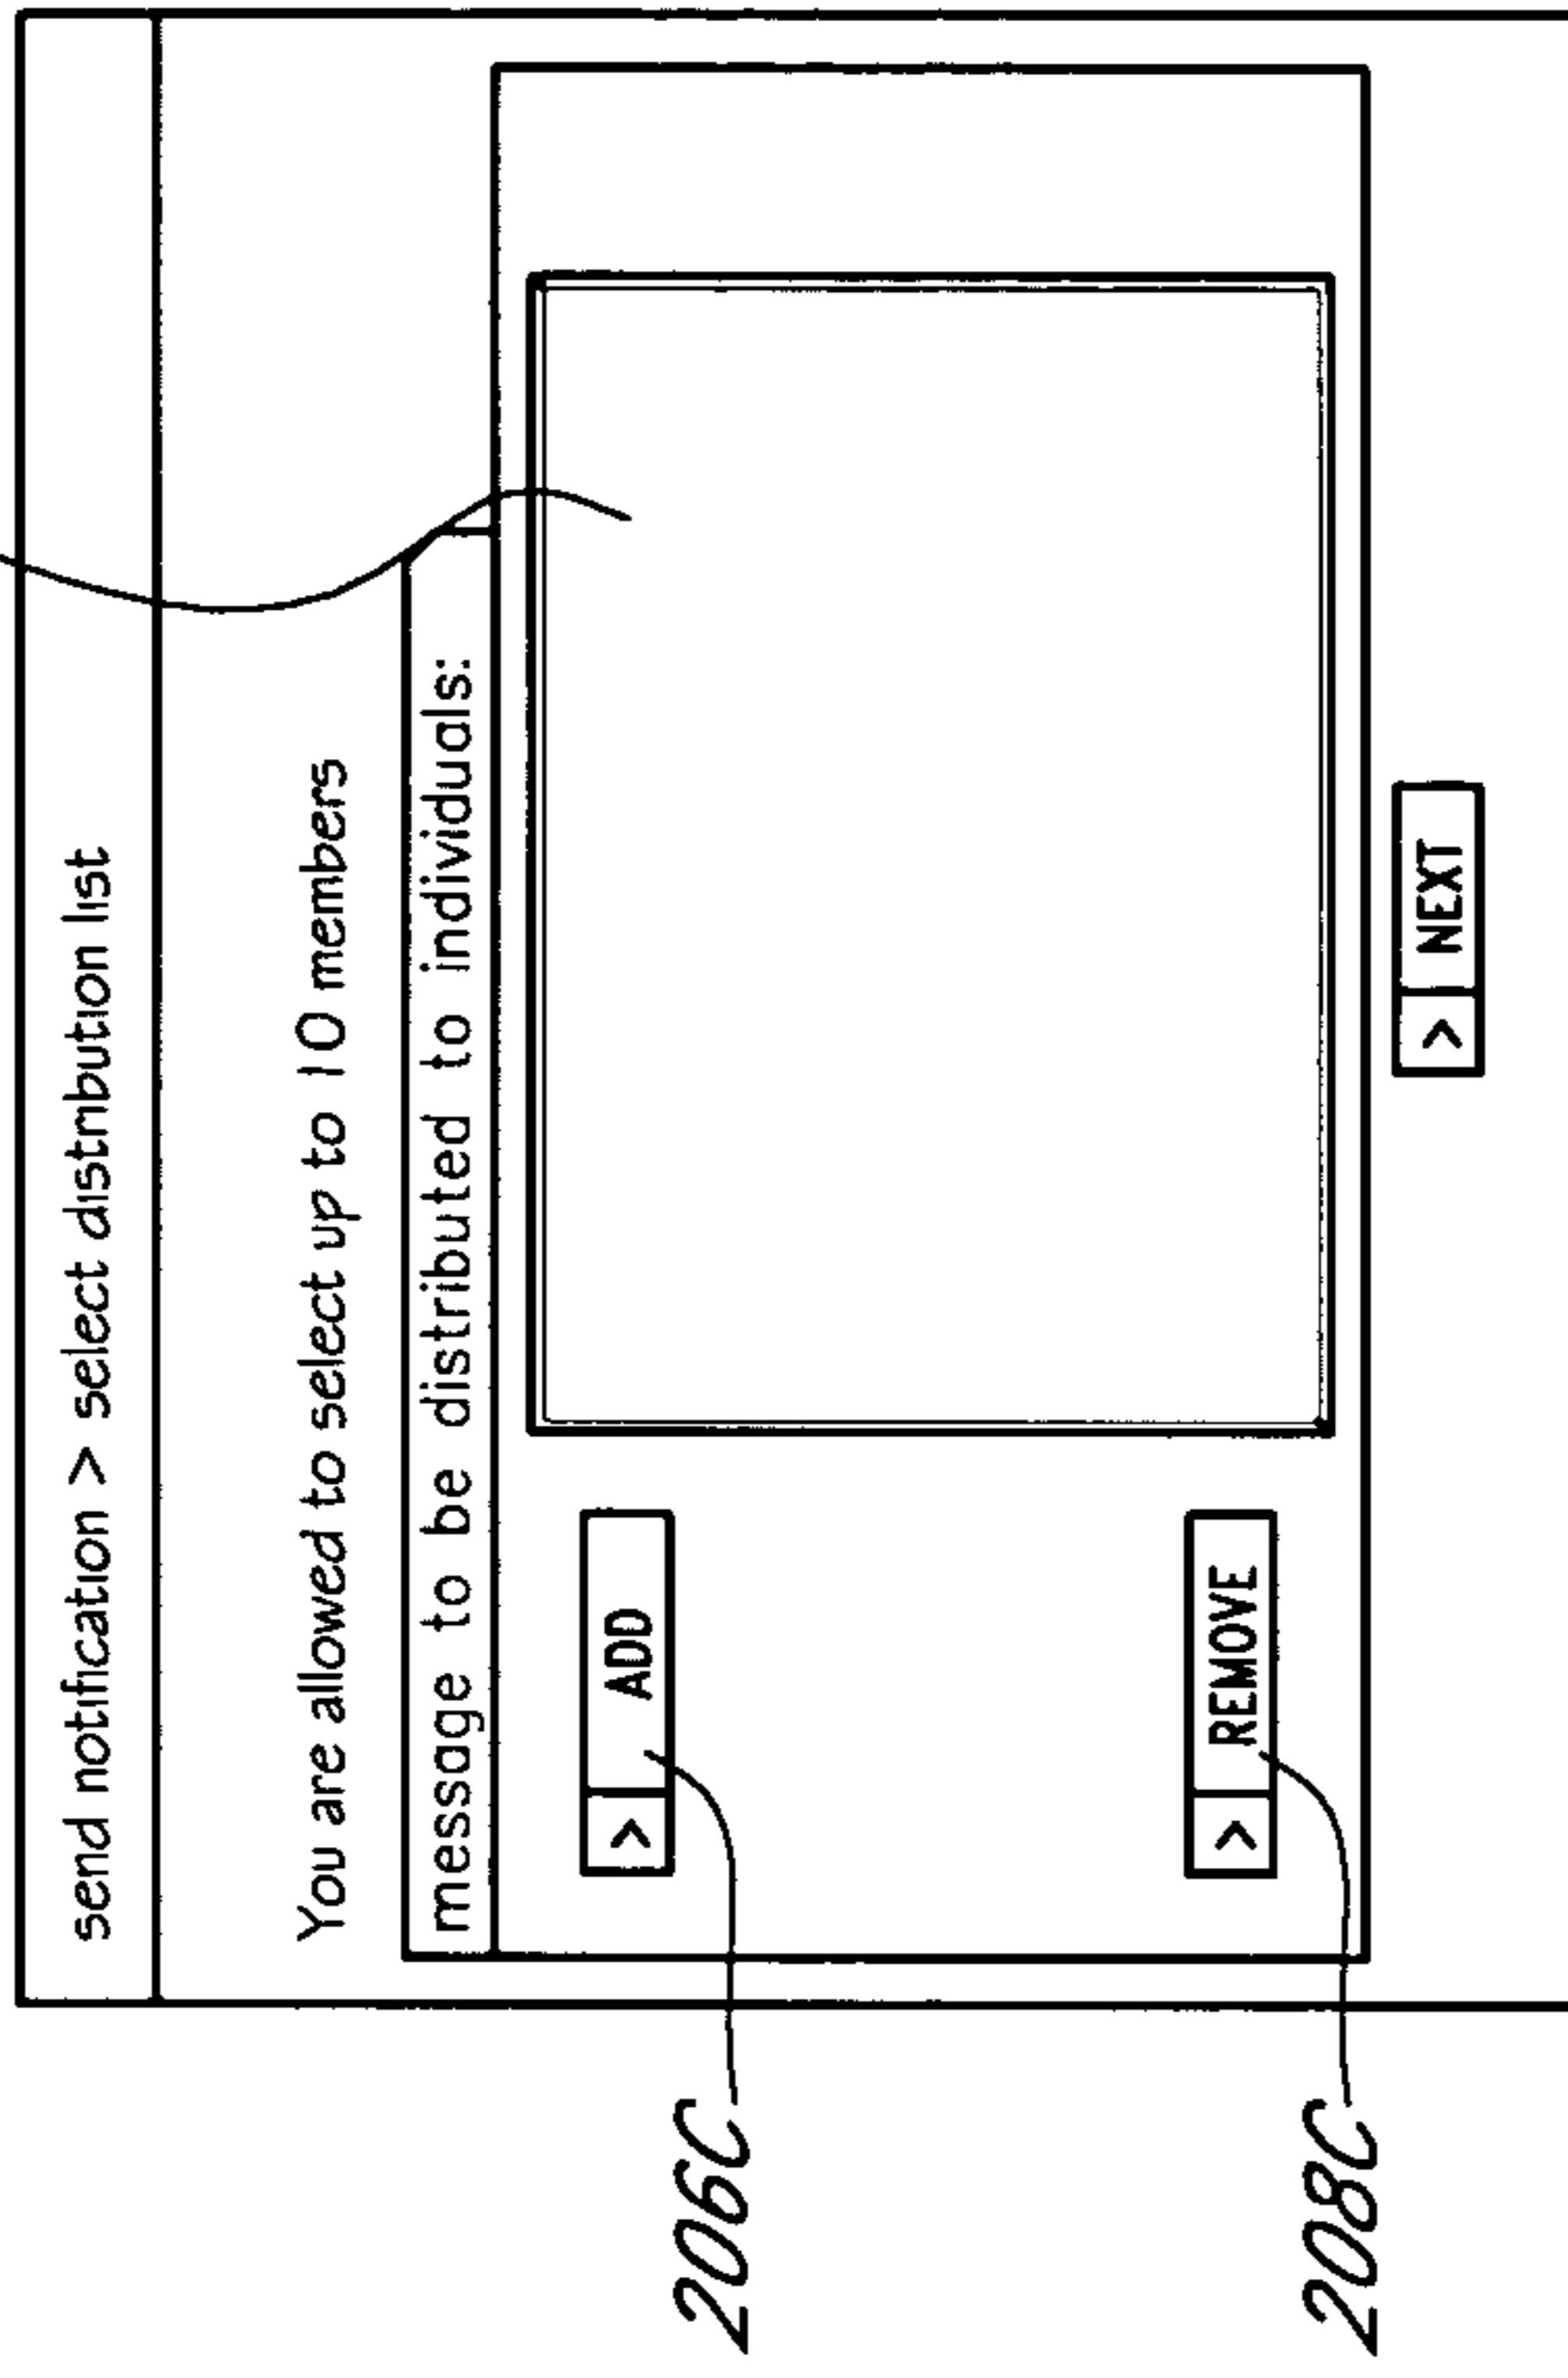 send notification > select distribution list
You are allowed to select up to 10 members
message to be distributed to individuals:
> ADD
206C
> REMOVE
208C
> NEXT